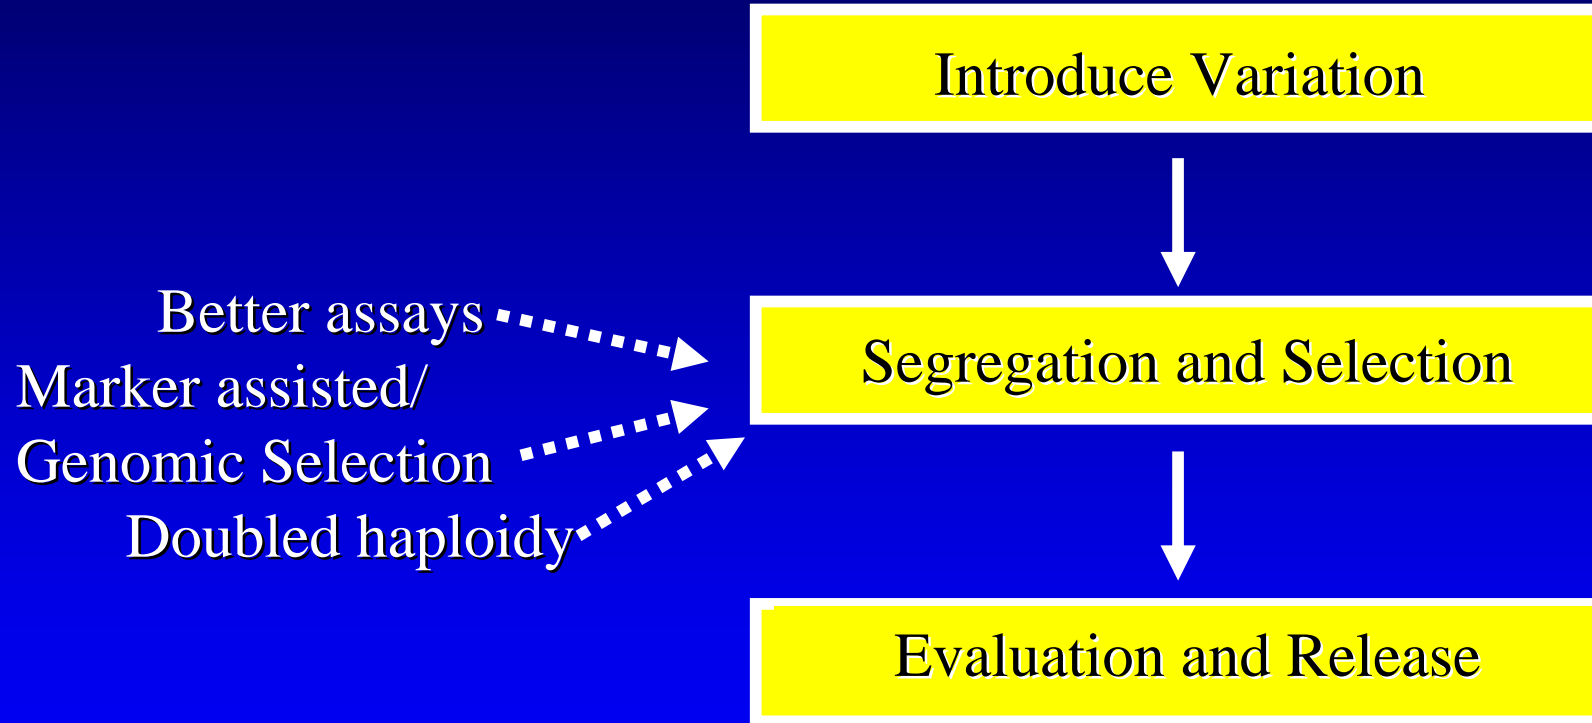 Introduce Variation
Better assays
Marker assisted/
Genomic Selection
Doubled haploidy
Segregation and Selection
Evaluation and Release